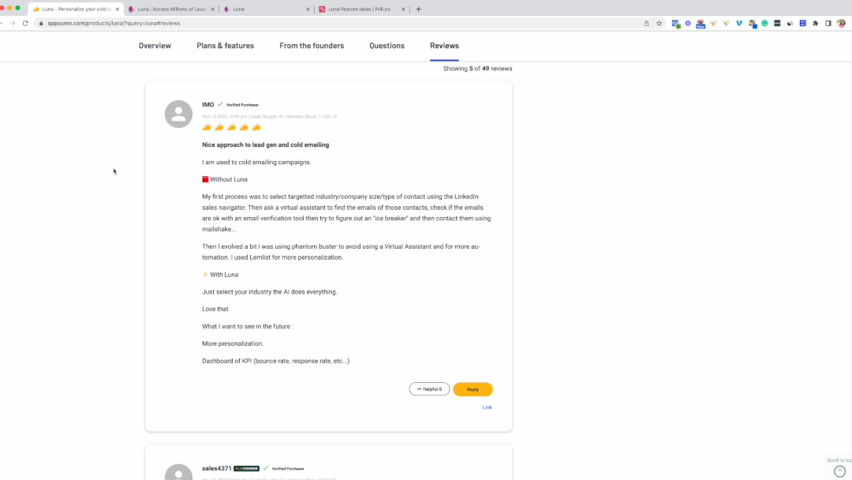 Luna - Personalize your cold o
Luna | Access Millions of Lead
Luna
Luna Feature Ideas | Prill.co
appsumo.com/products/luna/?query=luna#reviews
Overview
Plans & features
From the founders
Questions
Reviews
Showing 5 of 49 reviews
IMO
Verified Purchaser
Nice approach to lead gen and cold emailing
I am used to cold emailing campaigns.
Without Luna
My first process was to select targetted industry/company size/type of contact using the LinkedIn
sales navigator. Then ask a virtual assistant to find the emails of those contacts, check if the emails
are ok with an email verification tool then try to figure out an "ice breaker" and then contact them using
mailshake...
Then I evolved a bit I was using phantom buster to avoid using a Virtual Assistant and for more au-
tomation. I used Lemlist for more personalization.
With Luna
Just select your industry the Ai does everything.
Love that
What I want to see in the future :
More personalization.
Dashboard of KPI (bounce rate, response rate, etc...)
Helpful 0
Reply
Link
sales4371
Verified Purchaser
Scroll to top